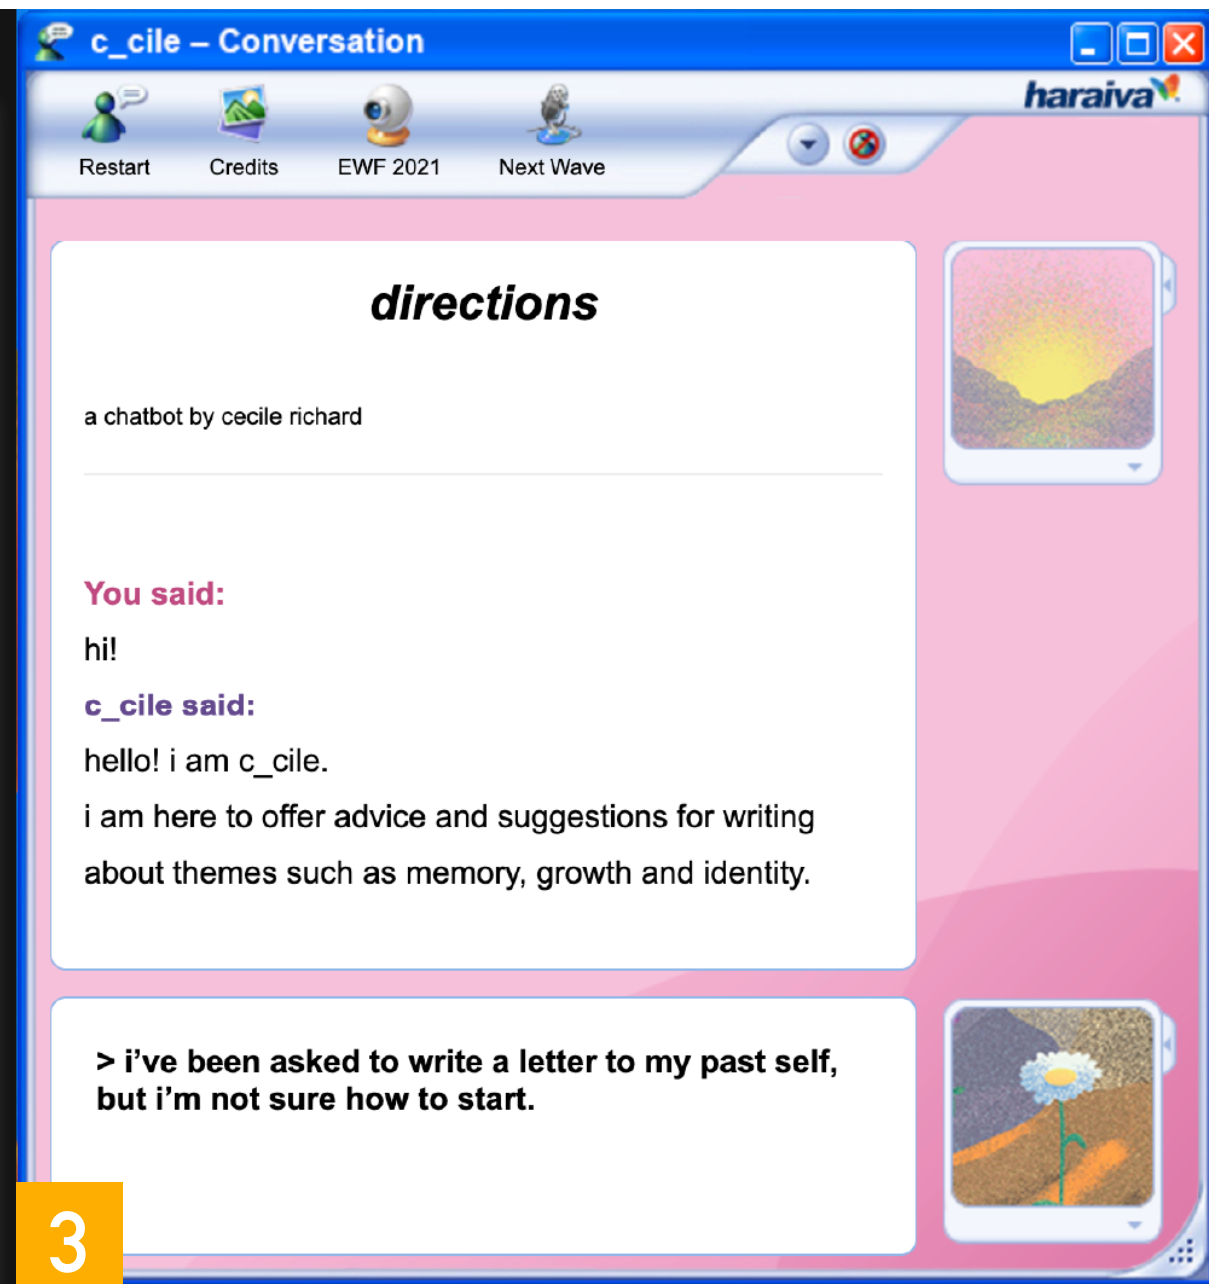 c_cile – Conversation
haraiva
Restart Credits EWF 2021 Next Wave
directions
a chatbot by cecile richard
You said:
hi!
c_cile said:
hello! i am c_cile.
i am here to offer advice and suggestions for writing
about themes such as memory, growth and identity.
> i’ve been asked to write a letter to my past self,
but i’m not sure how to start.
3